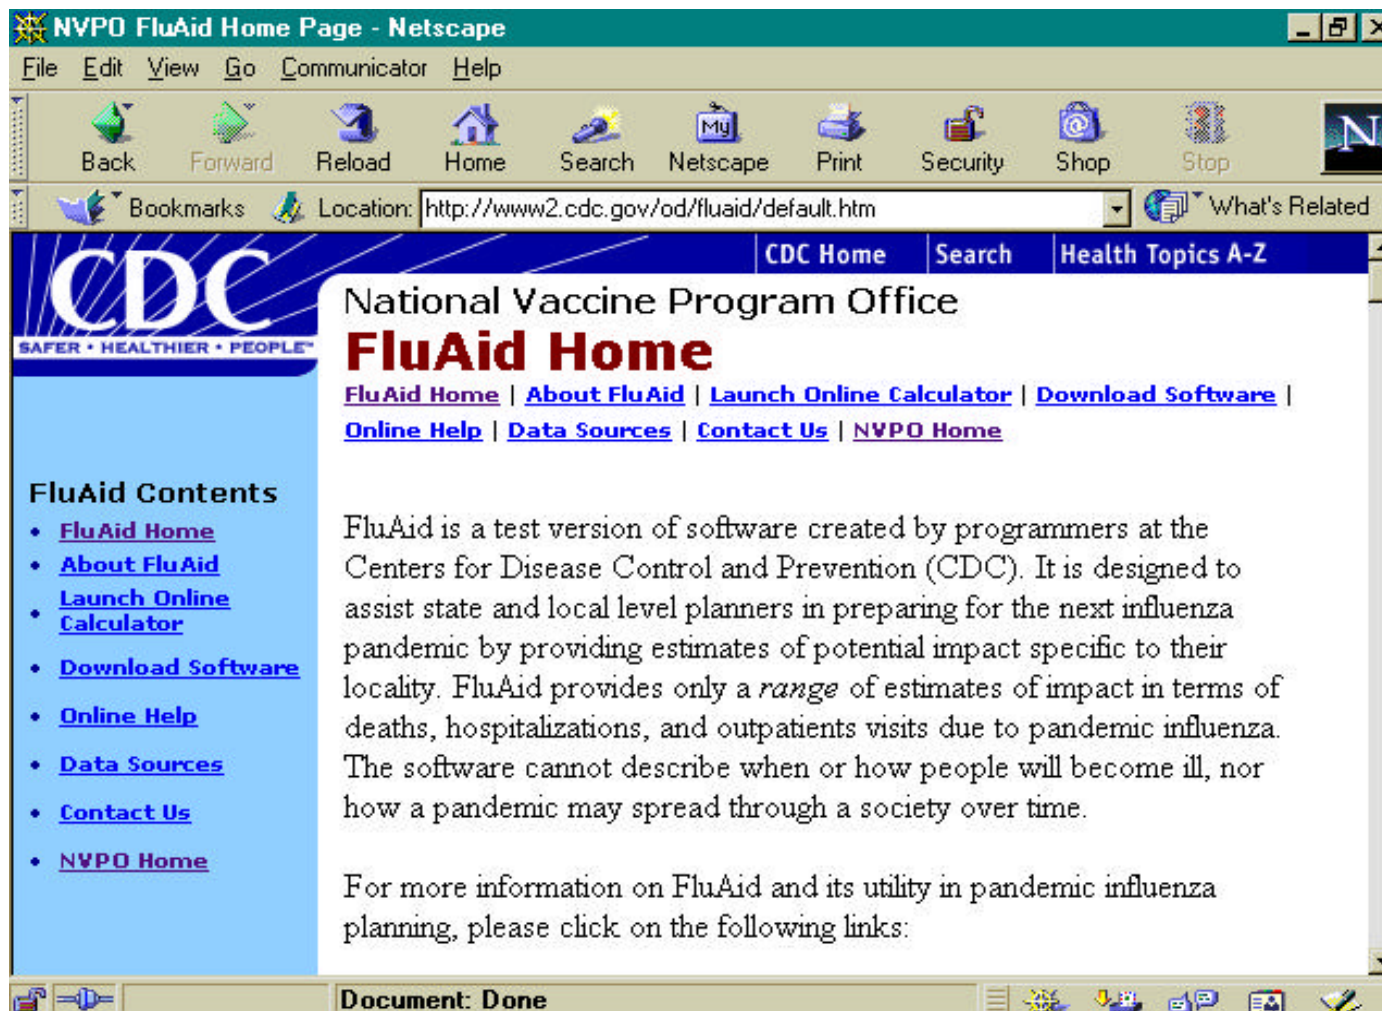 NVPO FluAid Home Page - Netscape
File Edit View Go Communicator Help
Back Forward Reload Home Search Netscape Print Security Shop Stop
My
N
Bookmarks Location: http://www2.cdc.gov/od/fluaid/default.htm What's Related
CDC Home Search Health Topics A-Z
CDC
SAFER • HEALTHIER • PEOPLE™
National Vaccine Program Office
FluAid Home
FluAid Home | About FluAid | Launch Online Calculator | Download Software |
Online Help | Data Sources | Contact Us | NVPO Home
FluAid Contents
• FluAid Home
• About FluAid
• Launch Online
Calculator
• Download Software
• Online Help
• Data Sources
• Contact Us
• NVPO Home
FluAid is a test version of software created by programmers at the
Centers for Disease Control and Prevention (CDC). It is designed to
assist state and local level planners in preparing for the next influenza
pandemic by providing estimates of potential impact specific to their
locality. FluAid provides only a range of estimates of impact in terms of
deaths, hospitalizations, and outpatients visits due to pandemic influenza.
The software cannot describe when or how people will become ill, nor
how a pandemic may spread through a society over time.
For more information on FluAid and its utility in pandemic influenza
planning, please click on the following links:
Document: Done